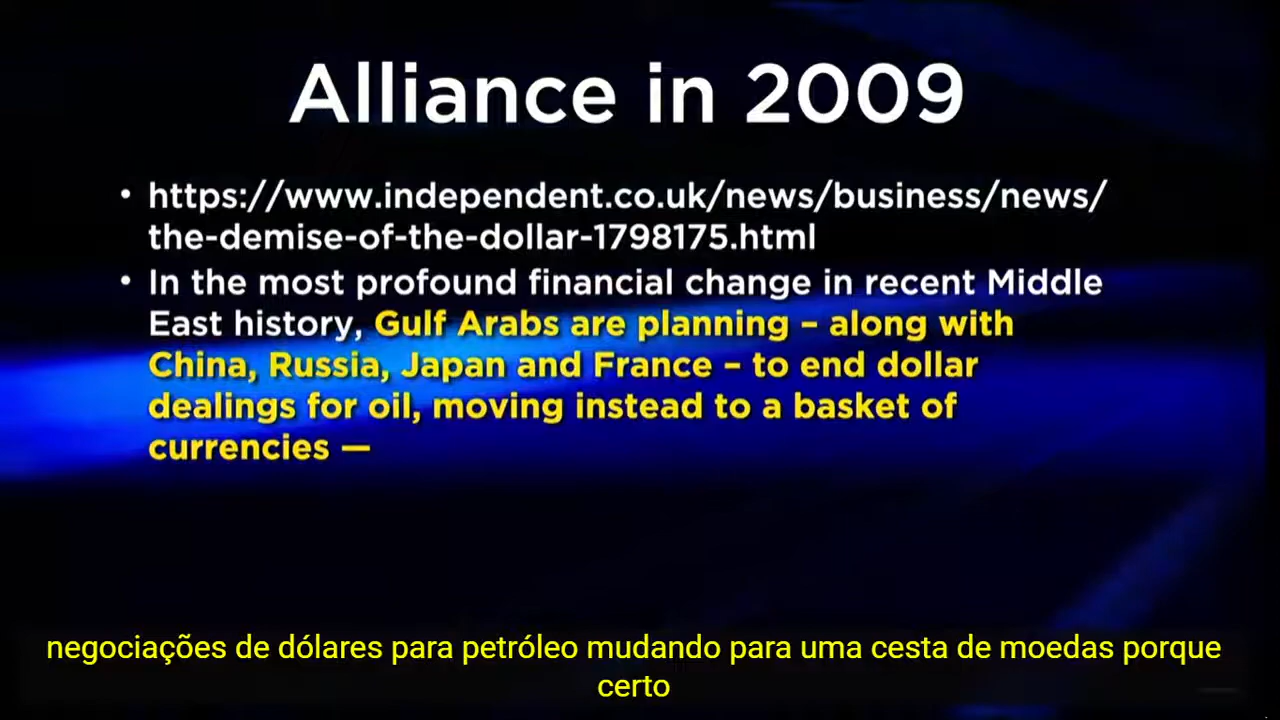 Alliance in 2009
• https://www.independent.co.uk/news/business/news/
the-demise-of-the-dollar-1798175.html
• In the most profound financial change in recent Middle
East history, Gulf Arabs are planning – along with
China, Russia, Japan and France – to end dollar
dealings for oil, moving instead to a basket of
currencies —
negociações de dólares para petróleo mudando para uma cesta de moedas porque
certo